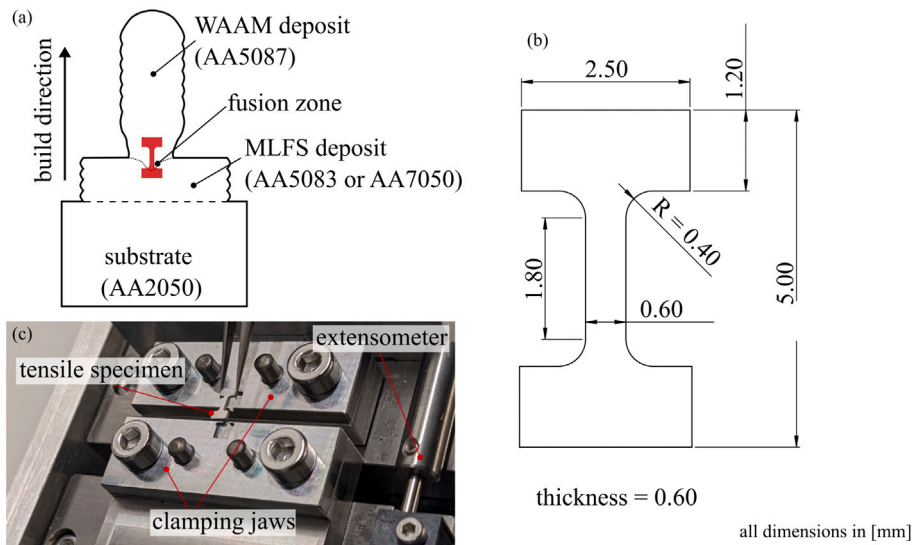 (a)
WAAM deposit
(AA5087)
build direction
fusion zone
MLFS deposit
(AA5083 or AA7050)
substrate
(AA2050)
(b)
2.50
1.20
R = 0.40
1.80
0.60
5.00
thickness = 0.60
all dimensions in [mm]
(c)
extensometer
tensile specimen
clamping jaws